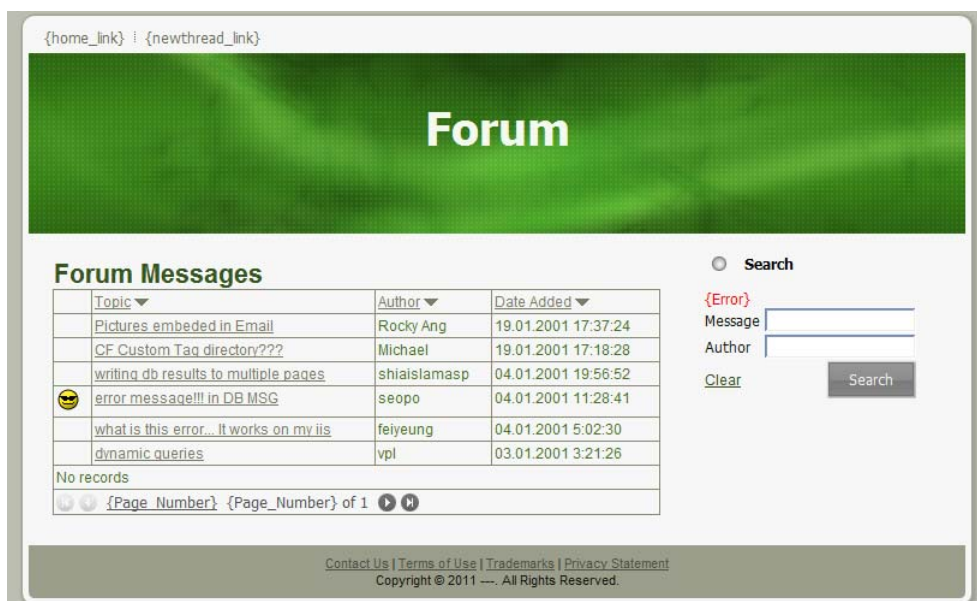 {home_link} ⁞ {newthread_link}
Forum
Forum Messages
Topic Author Date Added
Pictures embeded in Email Rocky Ang 19.01.2001 17:37:24
CF Custom Tag directory??? Michael 19.01.2001 17:18:28
writing db results to multiple pages shiaislamasp 04.01.2001 19:56:52
error message!!! in DB MSG seopo 04.01.2001 11:28:41
what is this error... It works on my iis feiyeung 04.01.2001 5:02:30
dynamic queries vpl 03.01.2001 3:21:26
No records
{Page_Number} {Page_Number} of 1
Search
{Error}
Message
Author
Clear Search
Contact Us | Terms of Use | Trademarks | Privacy Statement
Copyright © 2011 ---. All Rights Reserved.